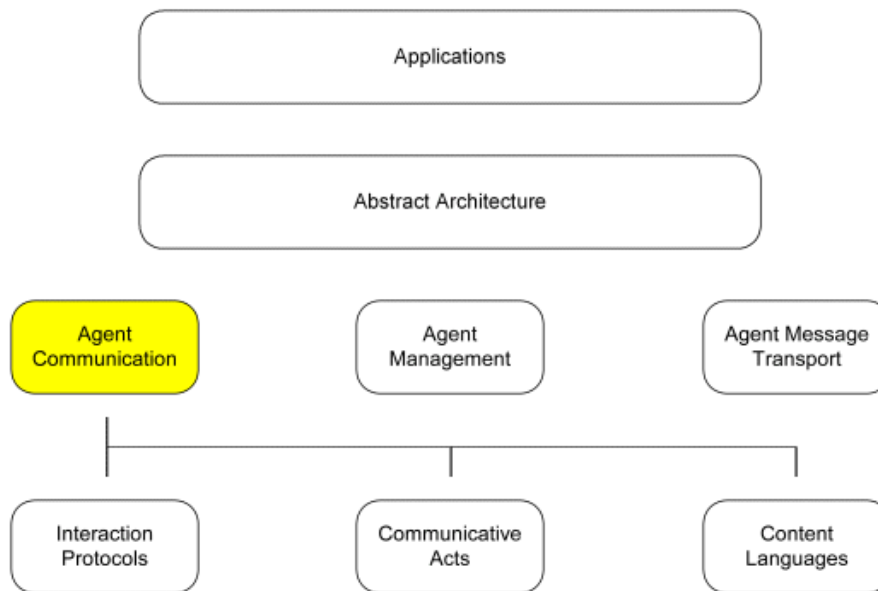 Applications
Abstract Architecture
Agent
Communication
Agent
Management
Agent Message
Transport
Interaction
Protocols
Communicative
Acts
Content
Languages